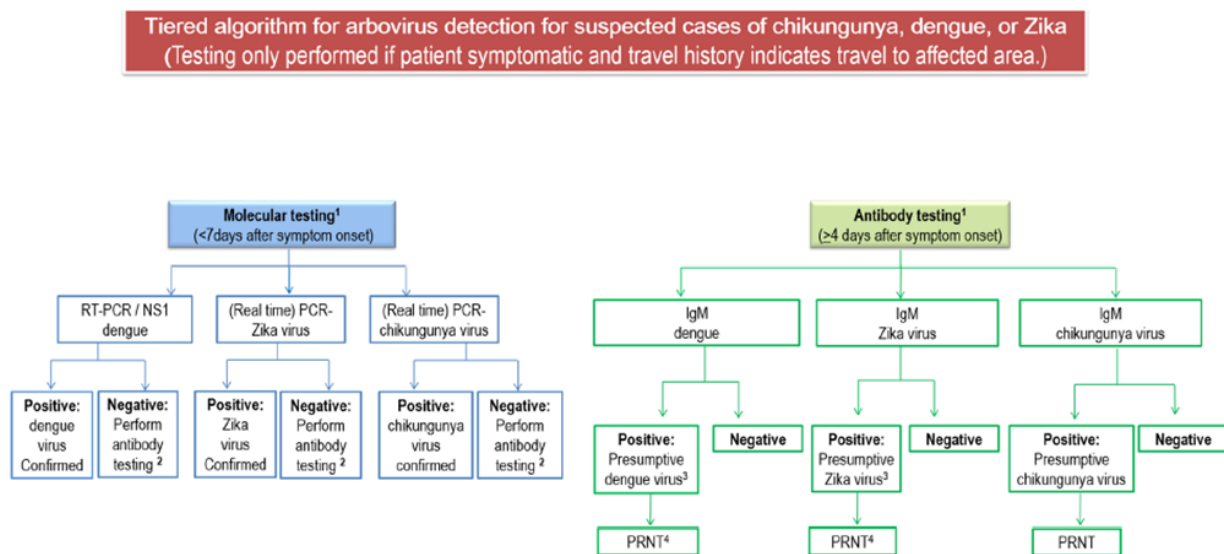 Tiered algorithm for arbovirus detection for suspected cases of chikungunya, dengue, or Zika
(Testing only performed if patient symptomatic and travel history indicates travel to affected area.)
Molecular testing¹
(<7days after symptom onset)
Antibody testing¹
(≥4 days after symptom onset)
RT-PCR / NS1
dengue
(Real time) PCR-
Zika virus
(Real time) PCR-
chikungunya virus
IgM
dengue
IgM
Zika virus
IgM
chikungunya virus
Positive:
dengue
virus
Confirmed
Negative:
Perform
antibody
testing ²
Positive:
Zika
virus
Confirmed
Negative:
Perform
antibody
testing ²
Positive:
chikungunya
virus
confirmed
Negative:
Perform
antibody
testing ²
Positive:
Presumptive
dengue virus³
Negative
Positive:
Presumptive
Zika virus³
Negative
Positive:
Presumptive
chikungunya virus
Negative
PRNT⁴
PRNT⁴
PRNT